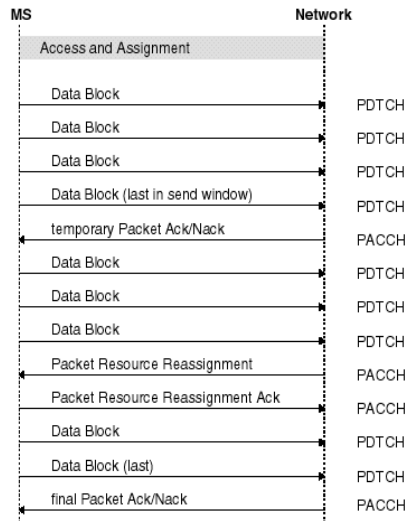 MS Network
Access and Assignment
Data Block
PDTCH
Data Block
PDTCH
Data Block
PDTCH
Data Block (last in send window)
PDTCH
temporary Packet Ack/Nack
PACCH
Data Block
PDTCH
Data Block
PDTCH
Data Block
PDTCH
Packet Resource Reassignment
PACCH
Packet Resource Reassignment Ack
PACCH
Data Block
PDTCH
Data Block (last)
PDTCH
final Packet Ack/Nack
PACCH